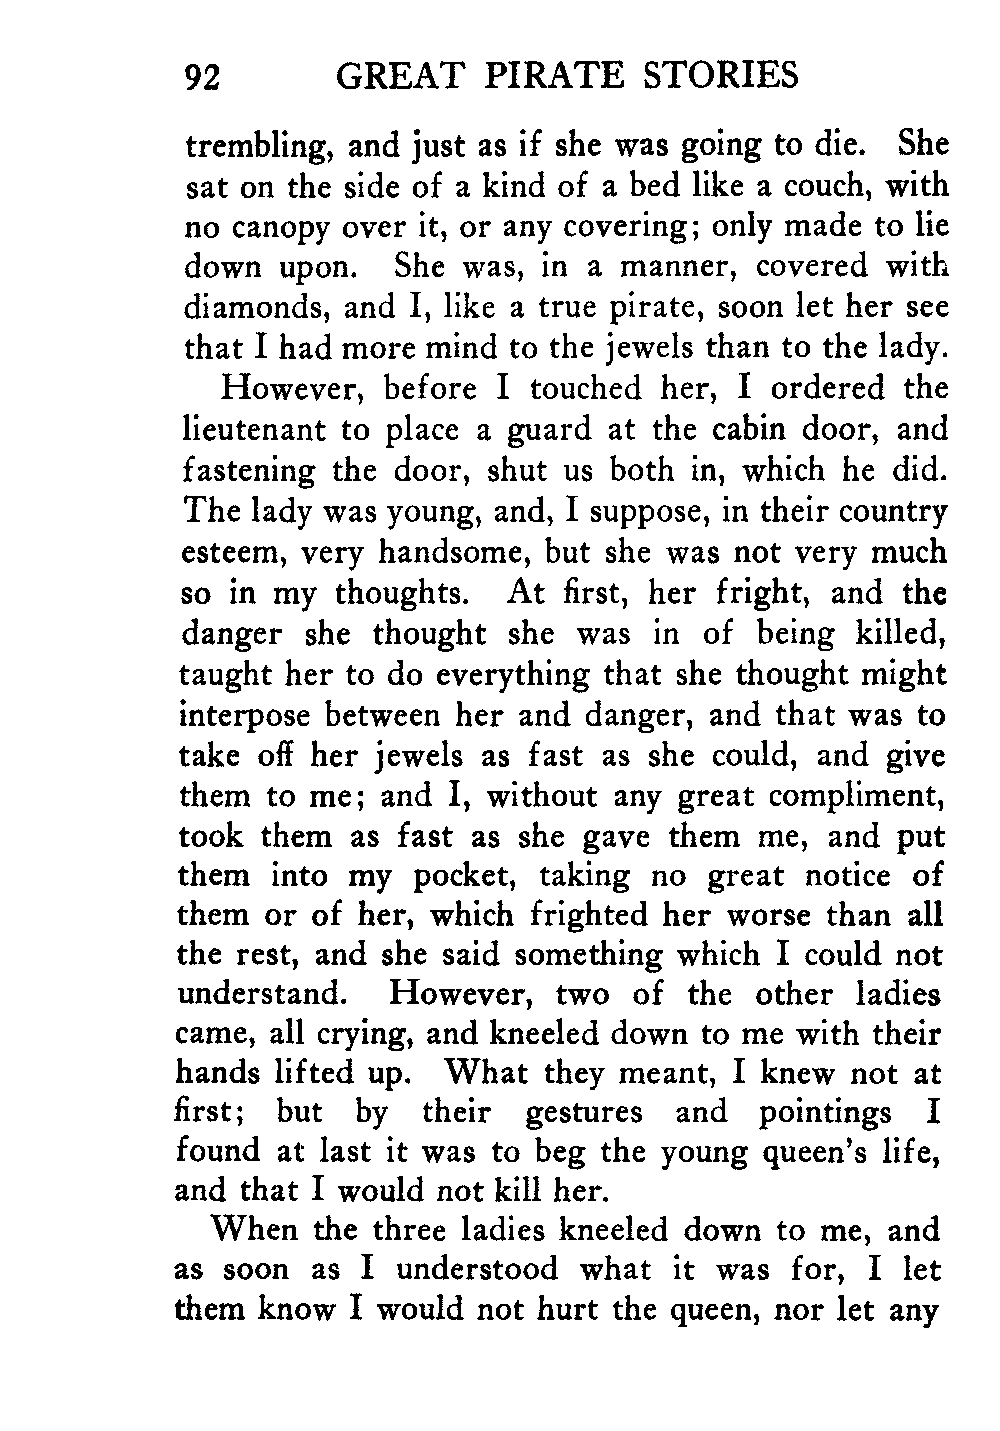 92 GREAT PIRATE STORIES
trembling, and just as if she was going to die. She
sat on the side of a kind of a bed like a couch, with
no canopy over it, or any covering; only made to lie
down upon. She was, in a manner, covered with
diamonds, and I, like a true pirate, soon let her see
that I had more mind to the jewels than to the lady.
However, before I touched her, I ordered the
lieutenant to place a guard at the cabin door, and
fastening the door, shut us both in, which he did.
The lady was young, and, I suppose, in their country
esteem, very handsome, but she was not very much
so in my thoughts. At first, her fright, and the
danger she thought she was in of being killed,
taught her to do everything that she thought might
interpose between her and danger, and that was to
take off her jewels as fast as she could, and give
them to me; and I, without any great compliment,
took them as fast as she gave them me, and put
them into my pocket, taking no great notice of
them or of her, which frighted her worse than all
the rest, and she said something which I could not
understand. However, two of the other ladies
came, all crying, and kneeled down to me with their
hands lifted up. What they meant, I knew not at
first; but by their gestures and pointings I
found at last it was to beg the young queen's life,
and that I would not kill her.
When the three ladies kneeled down to me, and
as soon as I understood what it was for, I let
them know I would not hurt the queen, nor let any